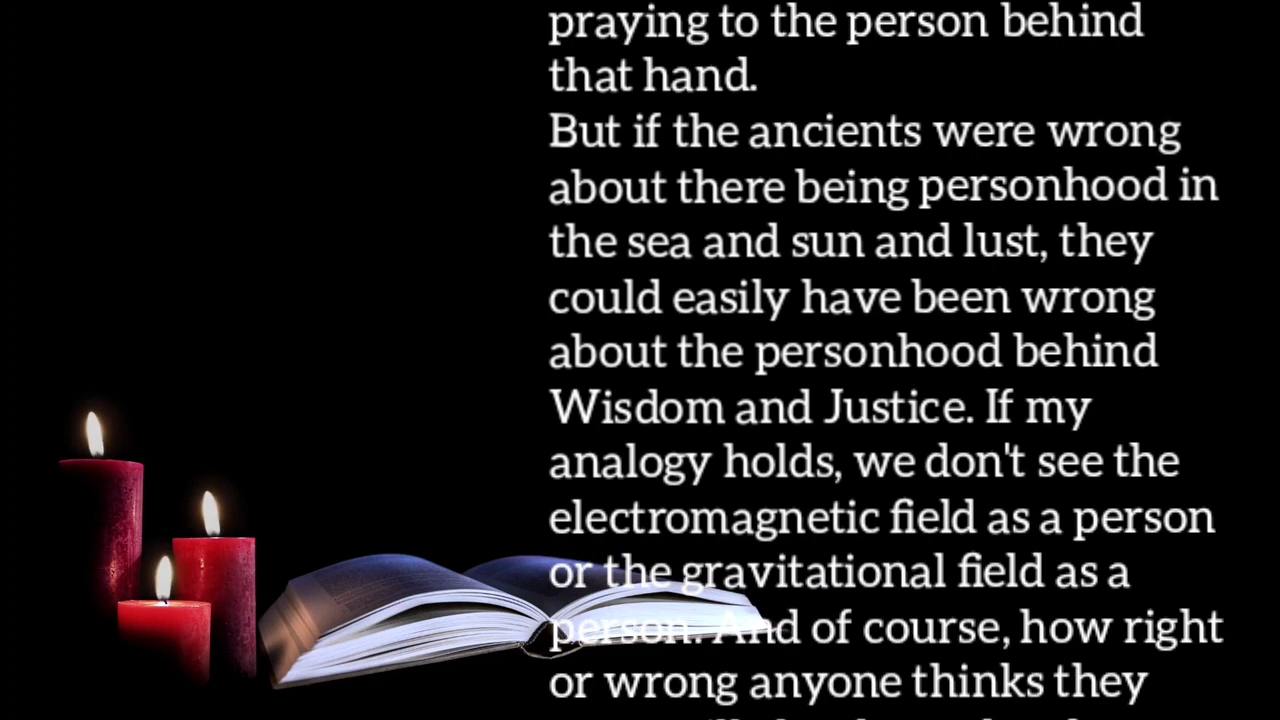 praying to the person behind
that hand.
But if the ancients were wrong
about there being personhood in
the sea and sun and lust, they
could easily have been wrong
about the personhood behind
Wisdom and Justice. If my
analogy holds, we don't see the
electromagnetic field as a person
or the gravitational field as a
person. And of course, how right
or wrong anyone thinks they